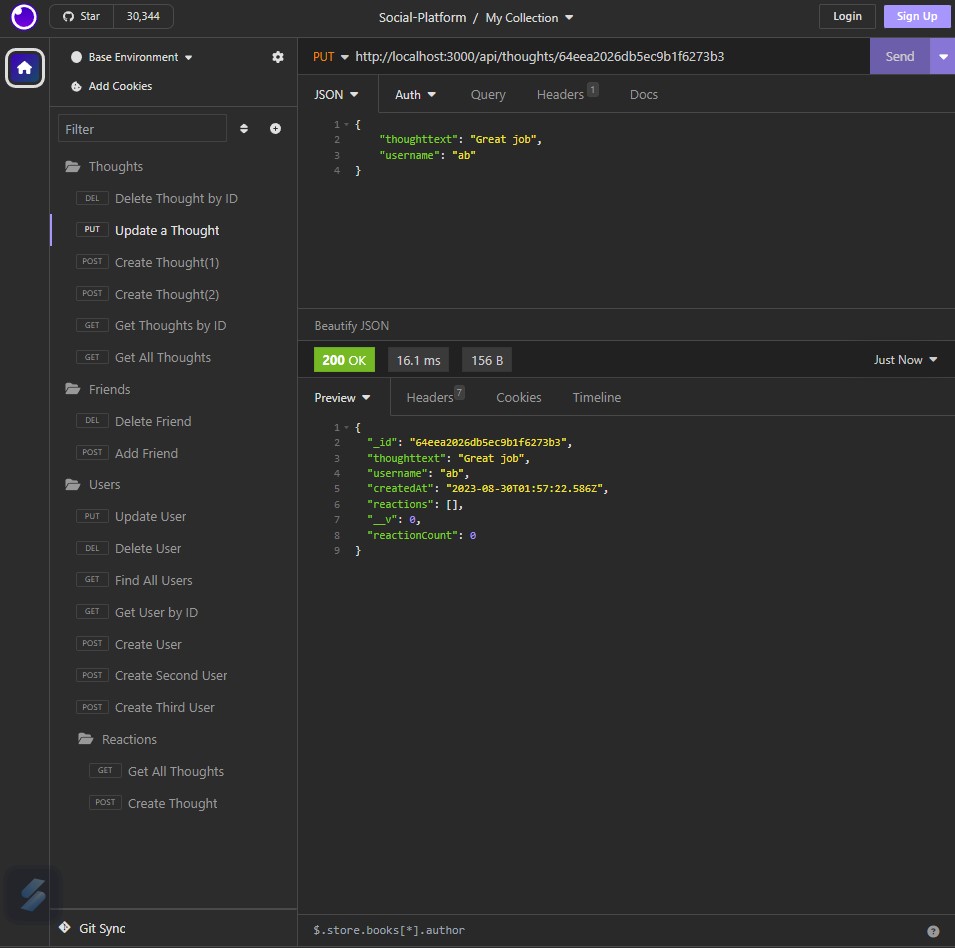 Star 30,344 Social-Platform / My Collection Login Sign Up
Base Environment
Add Cookies
Filter
Thoughts
DEL Delete Thought by ID
PUT Update a Thought
POST Create Thought(1)
POST Create Thought(2)
GET Get Thoughts by ID
GET Get All Thoughts
Friends
DEL Delete Friend
POST Add Friend
Users
PUT Update User
DEL Delete User
GET Find All Users
GET Get User by ID
POST Create User
POST Create Second User
POST Create Third User
Reactions
GET Get All Thoughts
POST Create Thought
Git Sync
PUT http://localhost:3000/api/thoughts/64eea2026db5ec9b1f6273b3 Send
JSON Auth Query Headers 1 Docs
1 {
2 "thoughttext": "Great job",
3 "username": "ab"
4 }
Beautify JSON
200 OK 16.1 ms 156 B Just Now
Preview Headers 7 Cookies Timeline
1 {
2 "_id": "64eea2026db5ec9b1f6273b3",
3 "thoughttext": "Great job",
4 "username": "ab",
5 "createdAt": "2023-08-30T01:57:22.586Z",
6 "reactions": [],
7 "__v": 0,
8 "reactionCount": 0
9 }
$.store.books[*].author ?